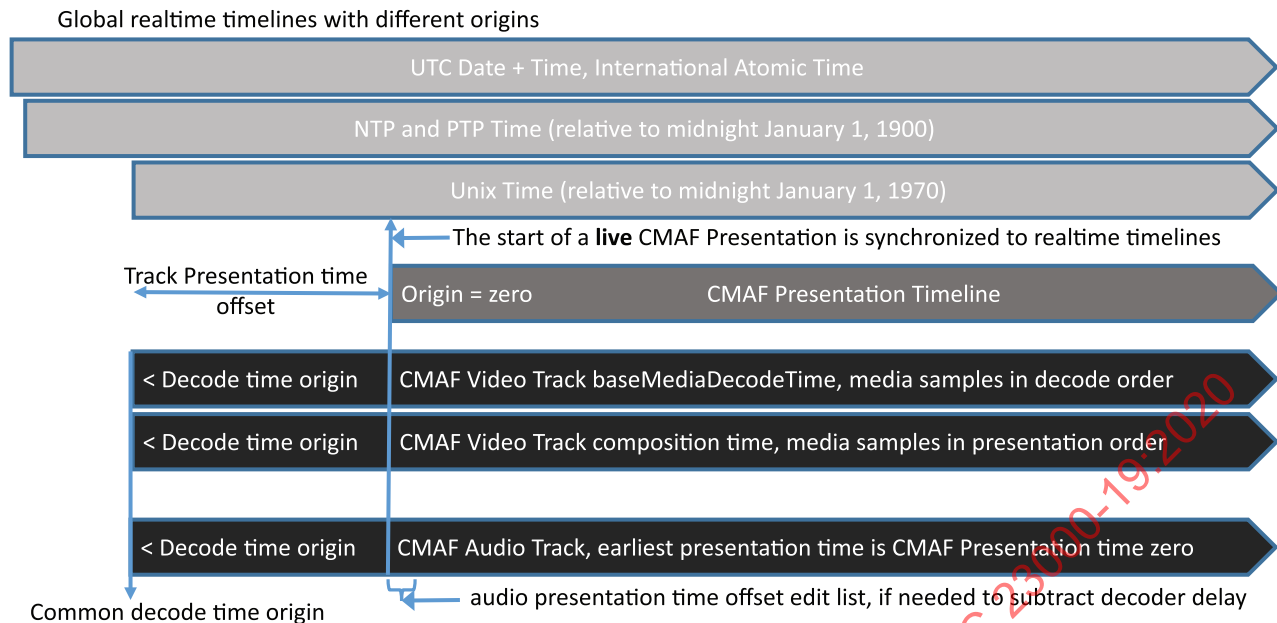 Global realtime timelines with different origins
UTC Date + Time, International Atomic Time
NTP and PTP Time (relative to midnight January 1, 1900)
Unix Time (relative to midnight January 1, 1970)
The start of a live CMAF Presentation is synchronized to realtime timelines
Track Presentation time
offset
Origin = zero
CMAF Presentation Timeline
< Decode time origin
CMAF Video Track baseMediaDecodeTime, media samples in decode order
< Decode time origin
CMAF Video Track composition time, media samples in presentation order
< Decode time origin
CMAF Audio Track, earliest presentation time is CMAF Presentation time zero
audio presentation time offset edit list, if needed to subtract decoder delay
Common decode time origin
23000-19:2020